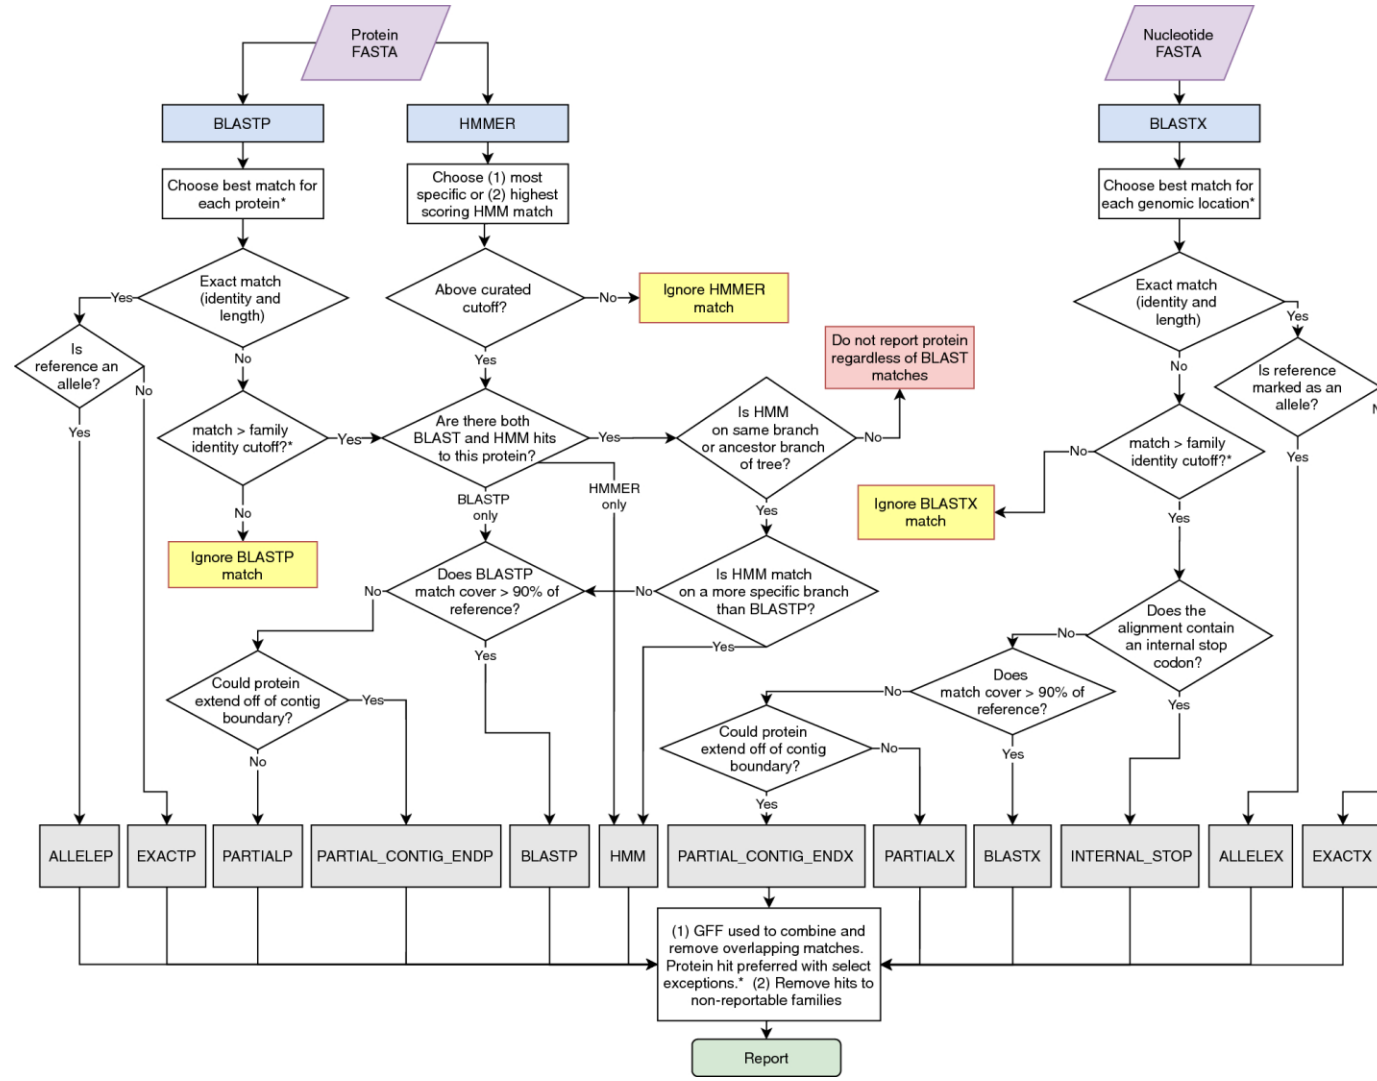 Protein
FASTA
Nucleotide
FASTA
BLASTP
HMMER
BLASTX
Choose best match for
each protein*
Choose (1) most
specific or (2) highest
scoring HMM match
Choose best match for
each genomic location*
Exact match
(identity and
length)
Yes
No
Above curated
cutoff?
No
Yes
Ignore HMMER
match
Exact match
(identity and
length)
Yes
No
Is
reference an
allele?
No
Yes
Do not report protein
regardless of BLAST
matches
Is reference
marked as an
allele?
Yes
match > family
identity cutoff?*
Yes
No
Are there both
BLAST and HMM hits
to this protein?
Yes
BLASTP
only
HMMER
only
Is HMM
on same branch
or ancestor branch
of tree?
No
Yes
match > family
identity cutoff?*
No
Yes
Ignore BLASTX
match
Ignore BLASTP
match
Does BLASTP
match cover > 90% of
reference?
No
Yes
Is HMM match
on a more specific branch
than BLASTP?
No
Yes
Does the
alignment contain
an internal stop
codon?
No
Yes
Could protein
extend off of contig
boundary?
Yes
No
Does
match cover > 90% of
reference?
No
Yes
Could protein
extend off of contig
boundary?
No
Yes
ALLELEP
EXACTP
PARTIALP
PARTIAL_CONTIG_ENDP
BLASTP
HMM
PARTIAL_CONTIG_ENDX
PARTIALX
BLASTX
INTERNAL_STOP
ALLELEX
EXACTX
(1) GFF used to combine and
remove overlapping matches.
Protein hit preferred with select
exceptions.* (2) Remove hits to
non-reportable families
Report